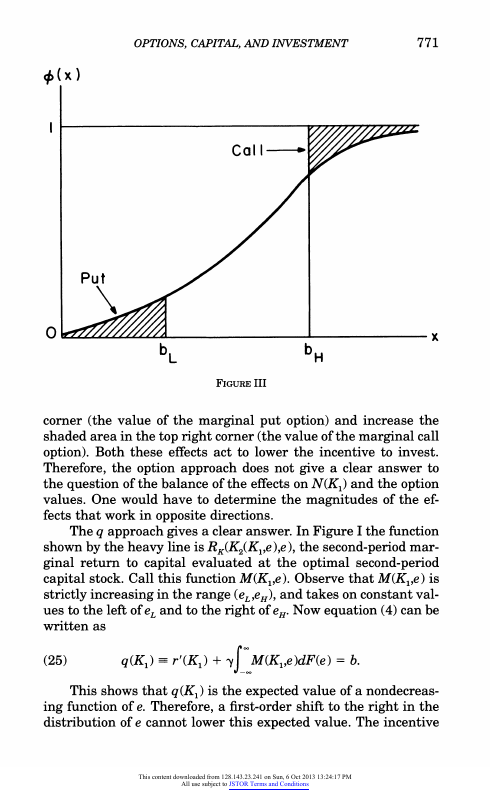 OPTIONS, CAPITAL, AND INVESTMENT 771
ϕ(x)
1
Call
Put
0
x
b_L
b_H
FIGURE III
corner (the value of the marginal put option) and increase the
shaded area in the top right corner (the value of the marginal call
option). Both these effects act to lower the incentive to invest.
Therefore, the option approach does not give a clear answer to
the question of the balance of the effects on N(K₁) and the option
values. One would have to determine the magnitudes of the ef-
fects that work in opposite directions.
The q approach gives a clear answer. In Figure I the function
shown by the heavy line is R_K(K₂(K₁,e),e), the second-period mar-
ginal return to capital evaluated at the optimal second-period
capital stock. Call this function M(K₁,e). Observe that M(K₁,e) is
strictly increasing in the range (e_L,e_H), and takes on constant val-
ues to the left of e_L and to the right of e_H. Now equation (4) can be
written as
(25) q(K₁) ≡ r′(K₁) + γ∫_{-∞}^{∞} M(K₁,e)dF(e) = b.
This shows that q(K₁) is the expected value of a nondecreas-
ing function of e. Therefore, a first-order shift to the right in the
distribution of e cannot lower this expected value. The incentive
This content downloaded from 128.143.23.241 on Sun, 6 Oct 2013 13:24:17 PM
All use subject to JSTOR Terms and Conditions